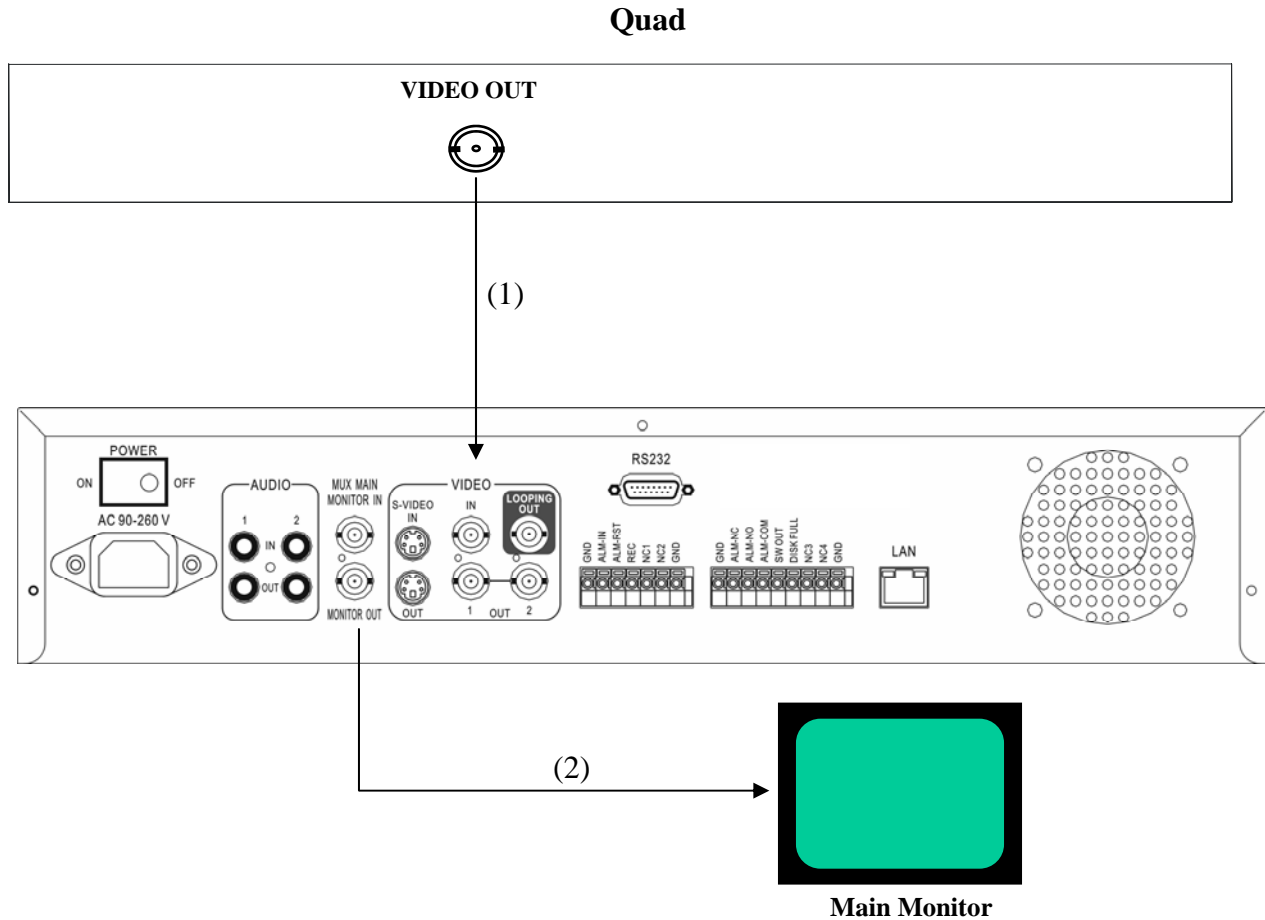 Quad
VIDEO OUT
(1)
POWER
ON
OFF
AC 90-260 V
AUDIO
1
2
IN
OUT
MUX MAIN
MONITOR IN
MONITOR OUT
VIDEO
S-VIDEO
IN
IN
LOOPING
OUT
OUT
1
OUT
2
RS232
GND
ALM-IN
ALM-RST
REC
NC1
NC2
GND
GND
ALM-NC
ALM-NO
ALM-COM
SW OUT
DISK FULL
NC3
NC4
GND
LAN
(2)
Main Monitor